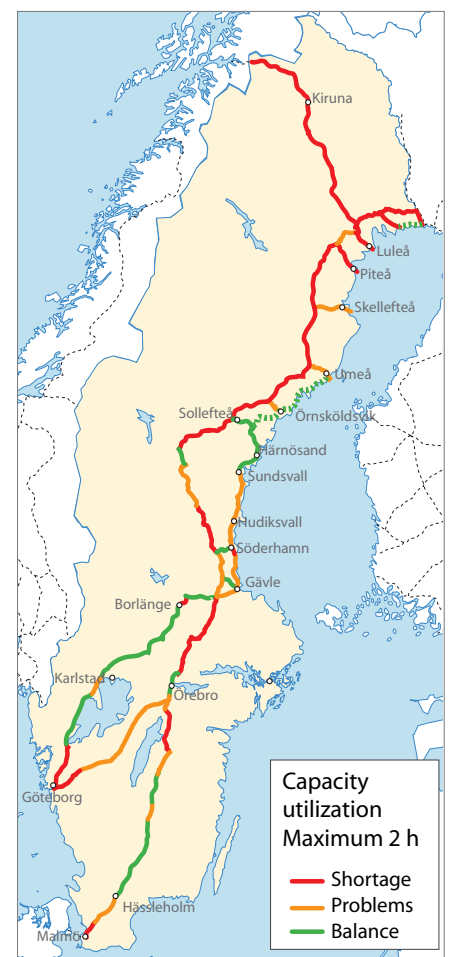 Kiruna
Luleå
Piteå
Skellefteå
Umeå
Sollefteå
Örnsköldsvik
Härnösand
Sundsvall
Hudiksvall
Söderhamn
Gävle
Borlänge
Karlstad
Örebro
Göteborg
Hässleholm
Malmö
Capacity
utilization
Maximum 2 h
Shortage
Problems
Balance